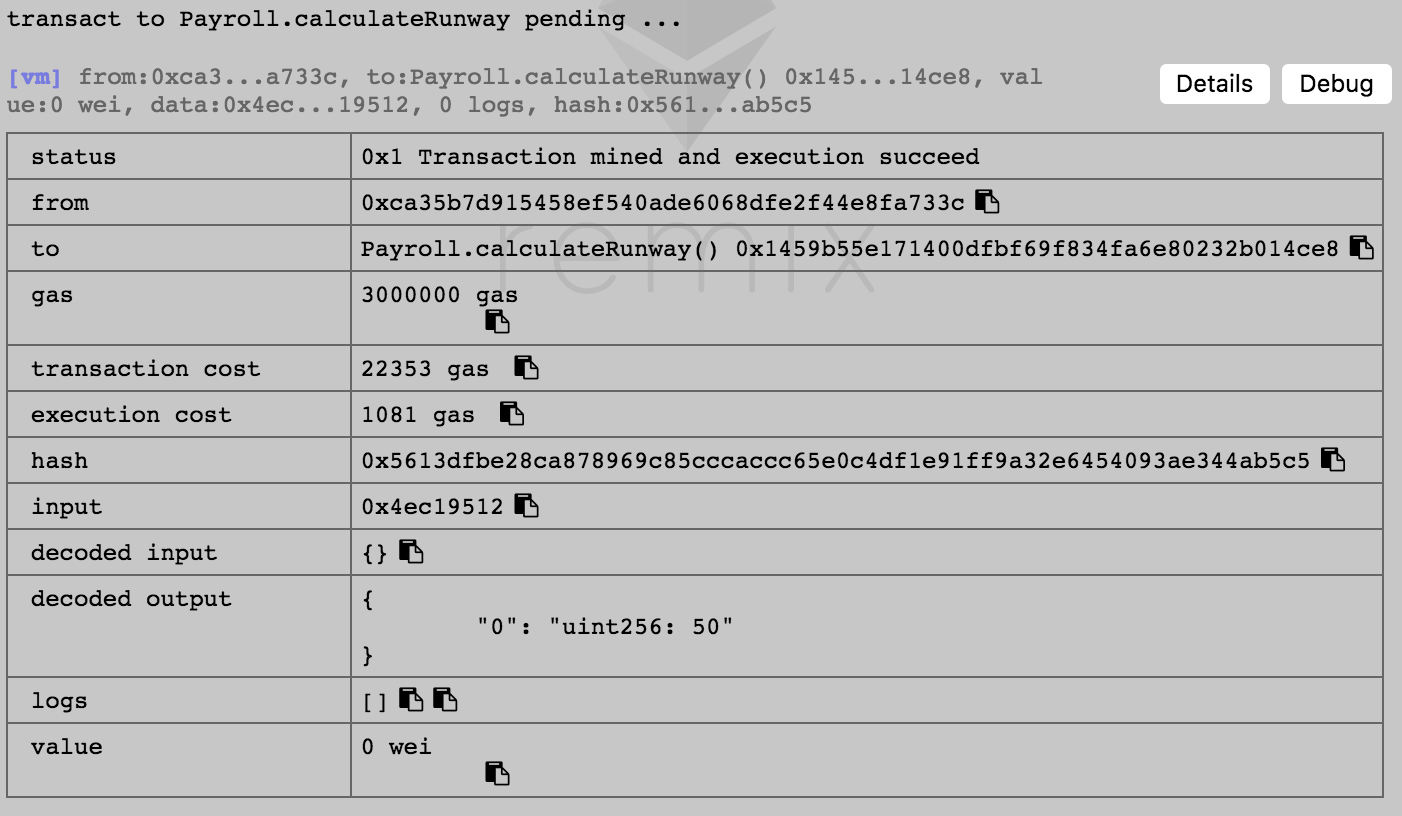 transact to Payroll.calculateRunway pending ...
[vm] from:0xca3...a733c, to:Payroll.calculateRunway() 0x145...14ce8, val
ue:0 wei, data:0x4ec...19512, 0 logs, hash:0x561...ab5c5
Details Debug
status 0x1 Transaction mined and execution succeed
from 0xca35b7d915458ef540ade6068dfe2f44e8fa733c
to Payroll.calculateRunway() 0x1459b55e171400dfbf69f834fa6e80232b014ce8
gas 3000000 gas
transaction cost 22353 gas
execution cost 1081 gas
hash 0x5613dfbe28ca878969c85cccaccc65e0c4df1e91ff9a32e6454093ae344ab5c5
input 0x4ec19512
decoded input {}
decoded output {
"0": "uint256: 50"
}
logs []
value 0 wei
remix